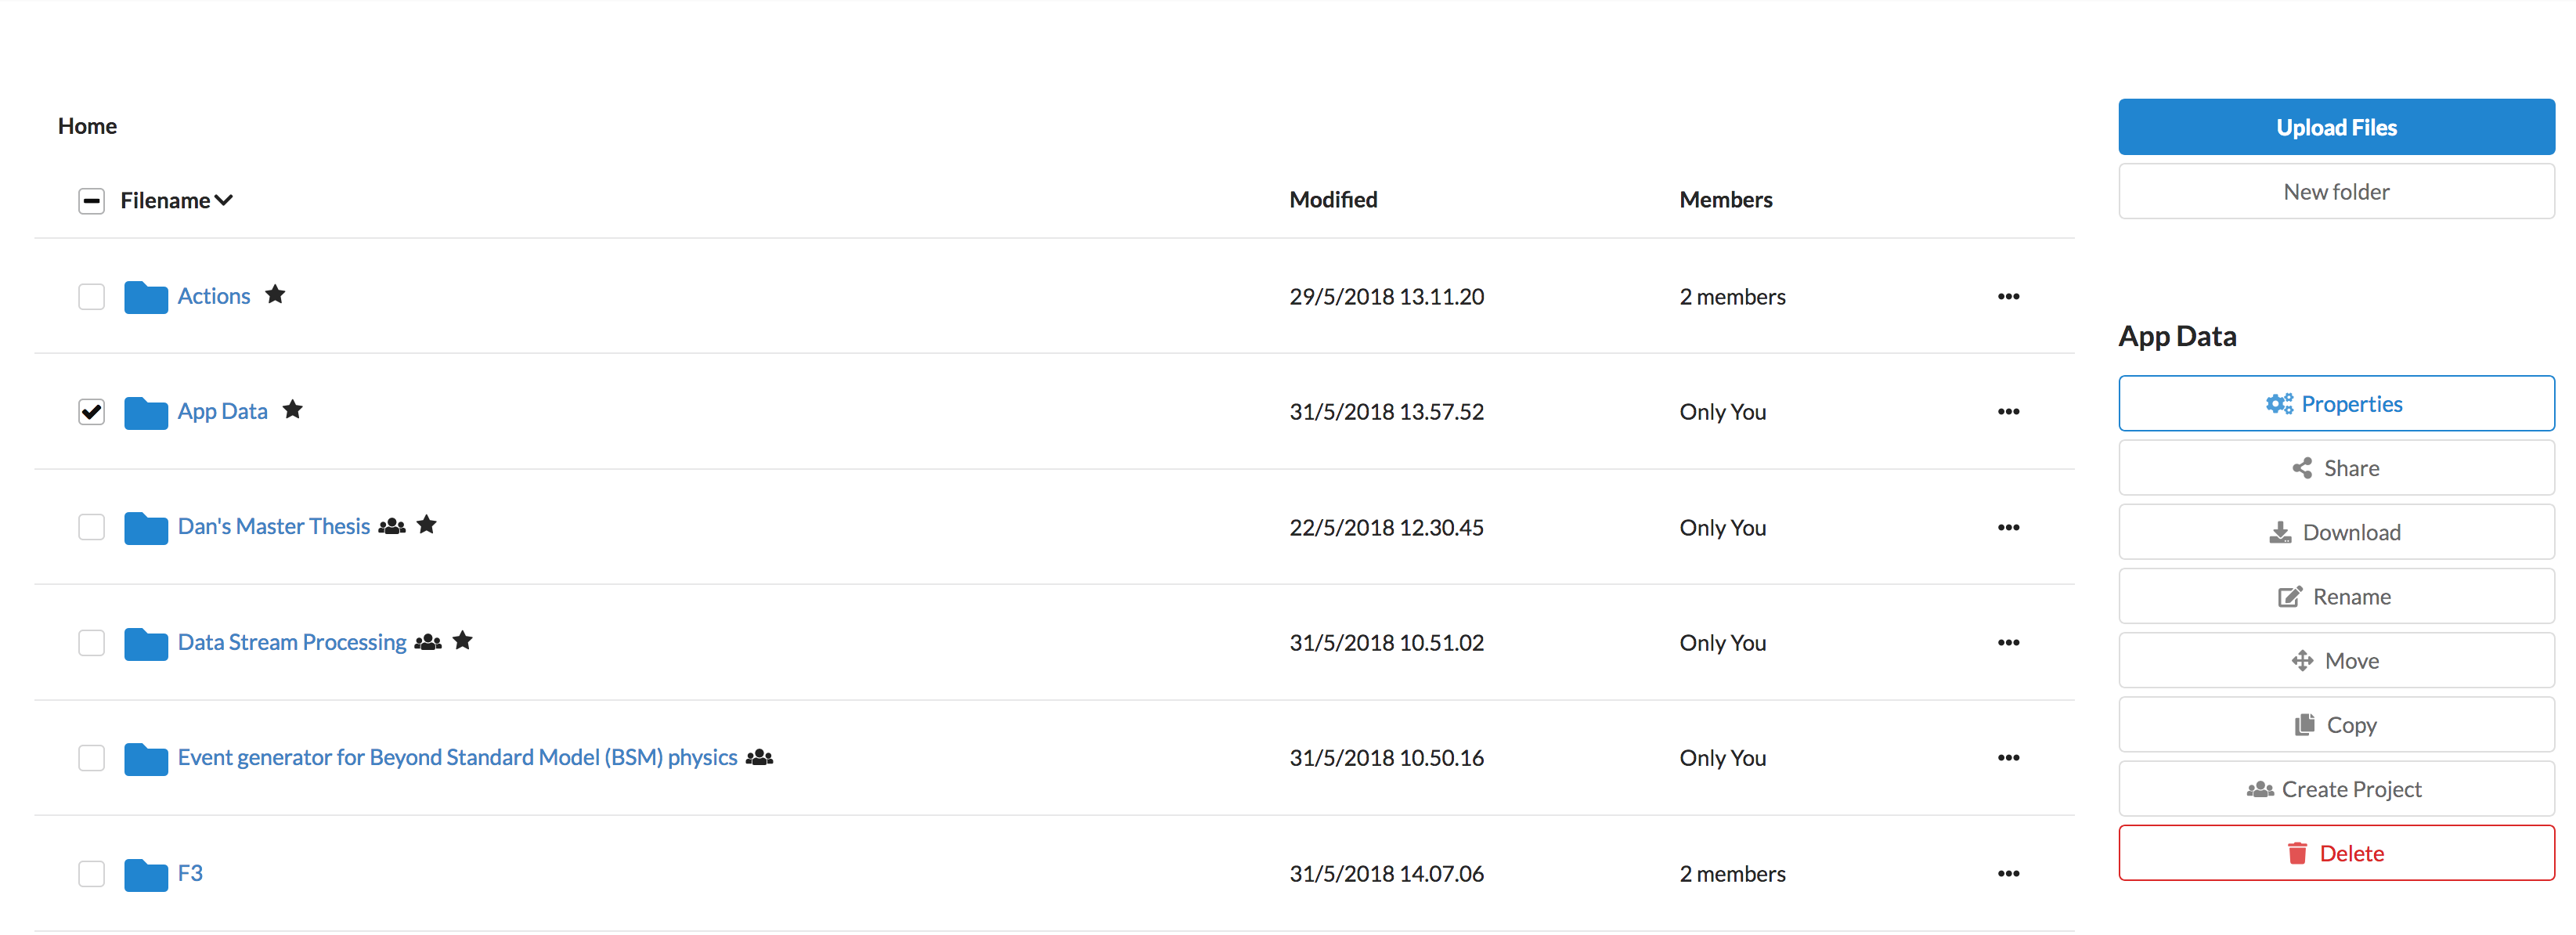 Home
Filename Modified Members
Actions 29/5/2018 13.11.20 2 members
App Data 31/5/2018 13.57.52 Only You
Dan's Master Thesis 22/5/2018 12.30.45 Only You
Data Stream Processing 31/5/2018 10.51.02 Only You
Event generator for Beyond Standard Model (BSM) physics 31/5/2018 10.50.16 Only You
F3 31/5/2018 14.07.06 2 members
Upload Files
New folder
App Data
Properties
Share
Download
Rename
Move
Copy
Create Project
Delete